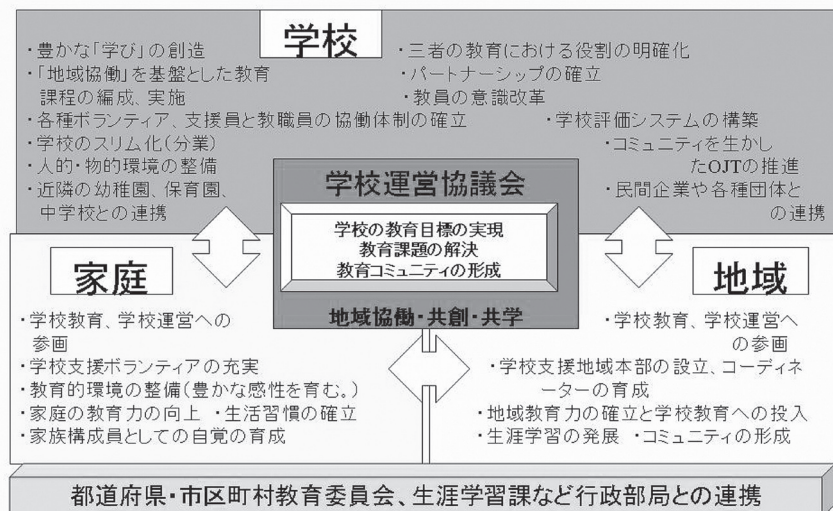 学校
・豊かな「学び」の創造
・「地域協働」を基盤とした教育
課程の編成、実施
・各種ボランティア、支援員と教職員の協働体制の確立
・学校のスリム化(分業)
・人的・物的環境の整備
・近隣の幼稚園、保育園、
中学校との連携
・三者の教育における役割の明確化
・パートナーシップの確立
・教員の意識改革
・学校評価システムの構築
・コミュニティを生かし
たOJTの推進
・民間企業や各種団体と
の連携
学校運営協議会
学校の教育目標の実現
教育課題の解決
教育コミュニティの形成
地域協働・共創・共学
家庭
・学校教育、学校運営への
参画
・学校支援ボランティアの充実
・教育的環境の整備(豊かな感性を育む。)
・家庭の教育力の向上 ・生活習慣の確立
・家族構成員としての自覚の育成
地域
・学校教育、学校運営へ
の参画
・学校支援地域本部の設立、コーディネ
ーターの育成
・地域教育力の確立と学校教育への投入
・生涯学習の発展 ・コミュニティの形成
都道府県・市区町村教育委員会、生涯学習課など行政部局との連携